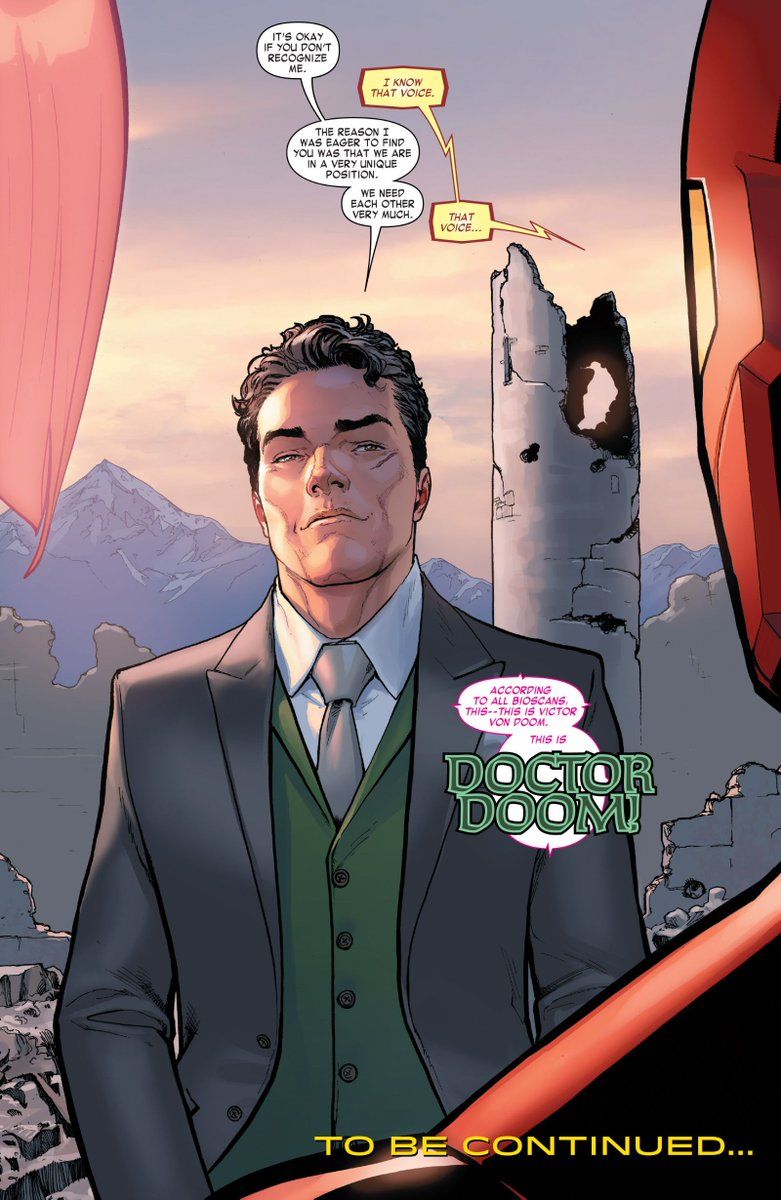 IT'S OKAY
IF YOU DON'T
RECOGNIZE
ME.
I KNOW
THAT VOICE.
THE REASON I
WAS EAGER TO FIND
YOU WAS THAT WE ARE
IN A VERY UNIQUE
POSITION.
WE NEED
EACH OTHER
VERY MUCH.
THAT
VOICE...
ACCORDING
TO ALL BIOSCANS,
THIS--THIS IS VICTOR
VON DOOM.
THIS IS
DOCTOR
DOOM!
TO BE CONTINUED...